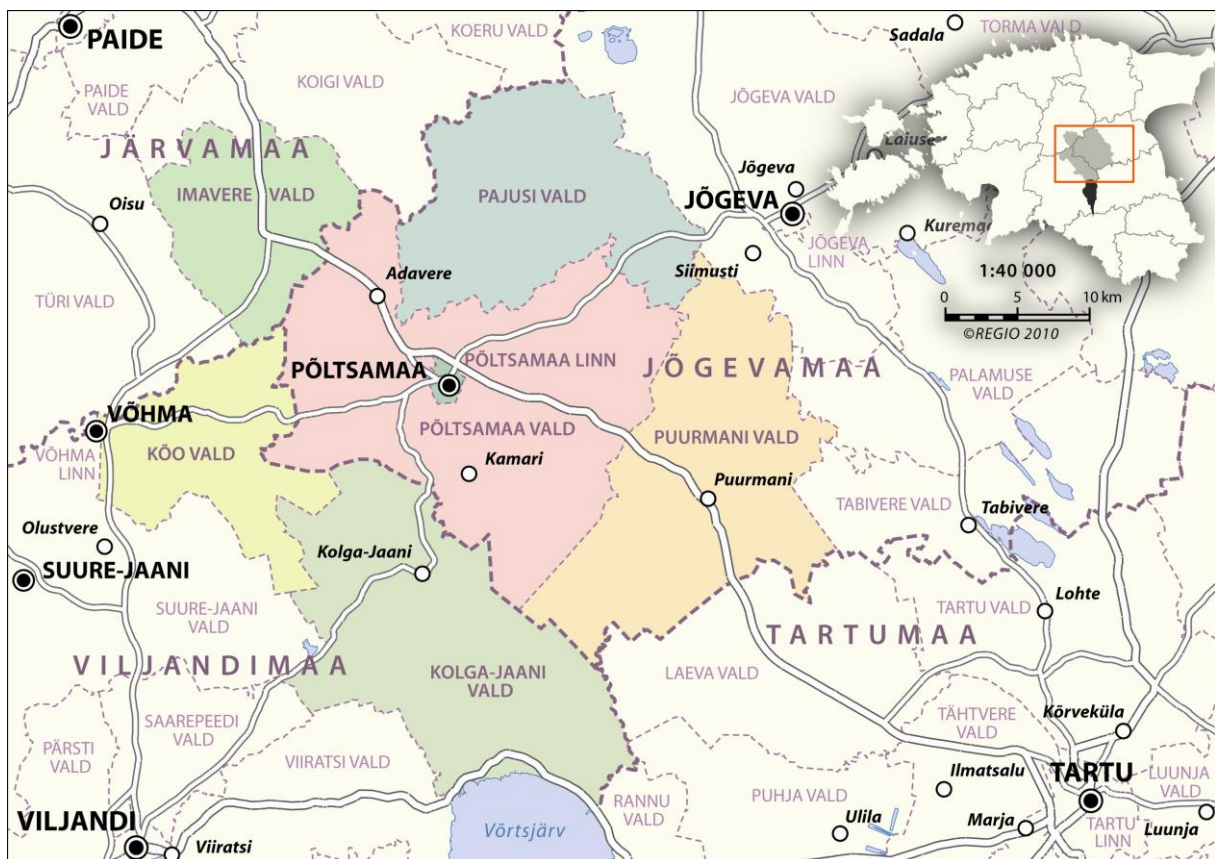 PAIDE
KOERU VALD
Sadala
TORMA VALD
PAIDE
VALD
KOIGI VALD
JÕGEVA VALD
JÄRVAMAA
Laiuse
IMAVERE VALD
PAJUSI VALD
Jõgeva
JÕGEVA
Oisu
Kurema
JÕGEVA
LINN
Siimusti
1:40 000
0 5 10 km
©REGIO 2010
Adavere
TÜRI VALD
PÕLTSAMAA LINN
PÕLTSAMAA
JÕGEVAMAA
PALAMUSE
VALD
VÕHMA
PÕLTSAMAA VALD
PUURMANI VALD
VÕHMA
LINN
KÕO VALD
Kamari
Puurmani
TABIVERE VALD
Tabivere
Olustvere
Kolga-Jaani
SUURE-JAANI
SUURE-JAANI
VALD
TARTU VALD
Lohte
TARTUMAA
VILJANDIMAA
KOLGA-JAANI
VALD
LAEVA VALD
SAAREPEEDI
VALD
TÄHTVERE
VALD
Kõrveküla
PÄRSTI
VALD
VIIRATSI VALD
Ilmatsalu
TARTU
LUUNJA
VALD
RANNU
VALD
PUHJA VALD
VILJANDI
Viiratsi
Võrtsjärv
Ulila
Marja
TARTU
LINN
Luunja